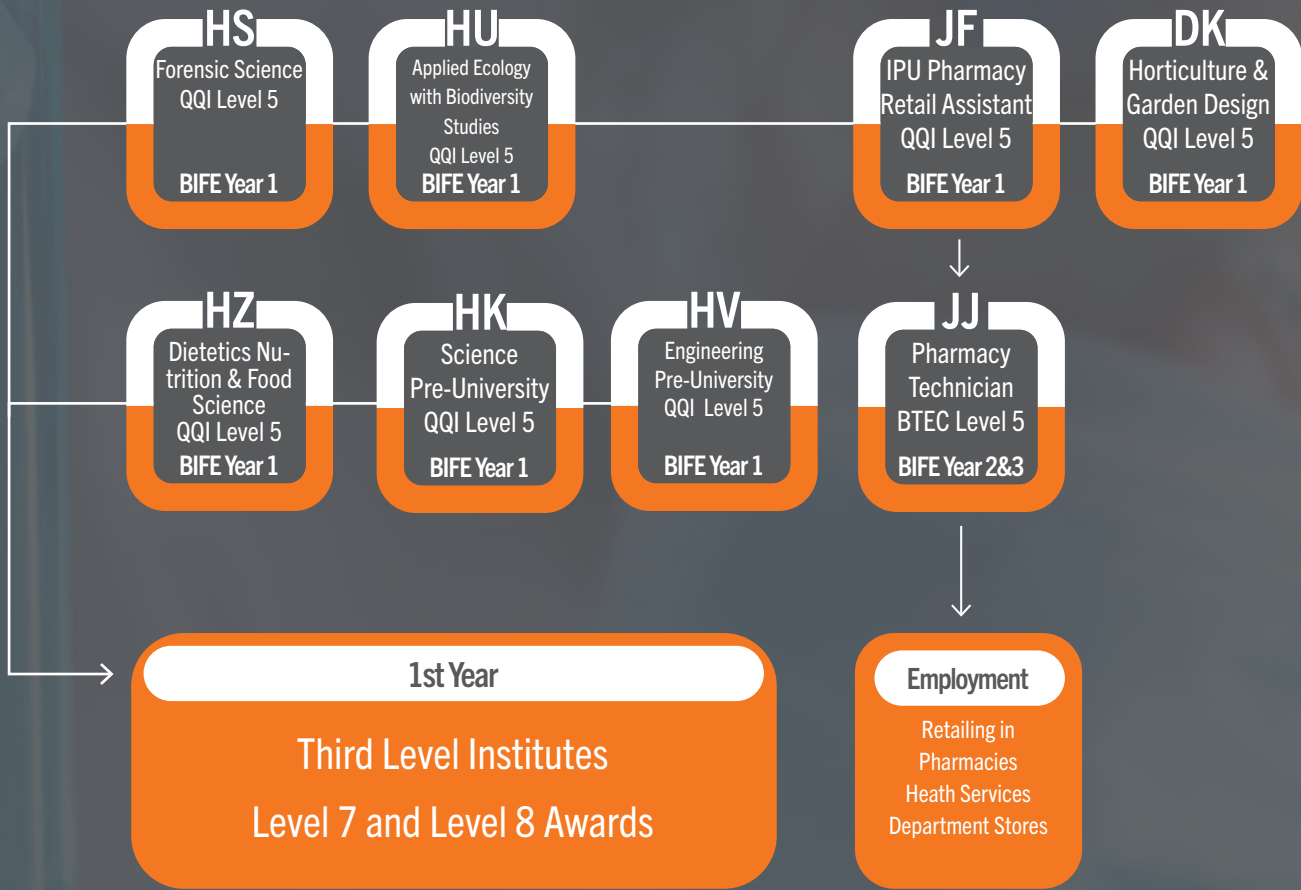 HS
Forensic Science
QQI Level 5
BIFE Year 1
HU
Applied Ecology
with Biodiversity
Studies
QQI Level 5
BIFE Year 1
JF
IPU Pharmacy
Retail Assistant
QQI Level 5
BIFE Year 1
DK
Horticulture &
Garden Design
QQI Level 5
BIFE Year 1
HZ
Dietetics Nu-
trition & Food
Science
QQI Level 5
BIFE Year 1
HK
Science
Pre-University
QQI Level 5
BIFE Year 1
HV
Engineering
Pre-University
QQI Level 5
BIFE Year 1
JJ
Pharmacy
Technician
BTEC Level 5
BIFE Year 2&3
1st Year
Third Level Institutes
Level 7 and Level 8 Awards
Employment
Retailing in
Pharmacies
Heath Services
Department Stores